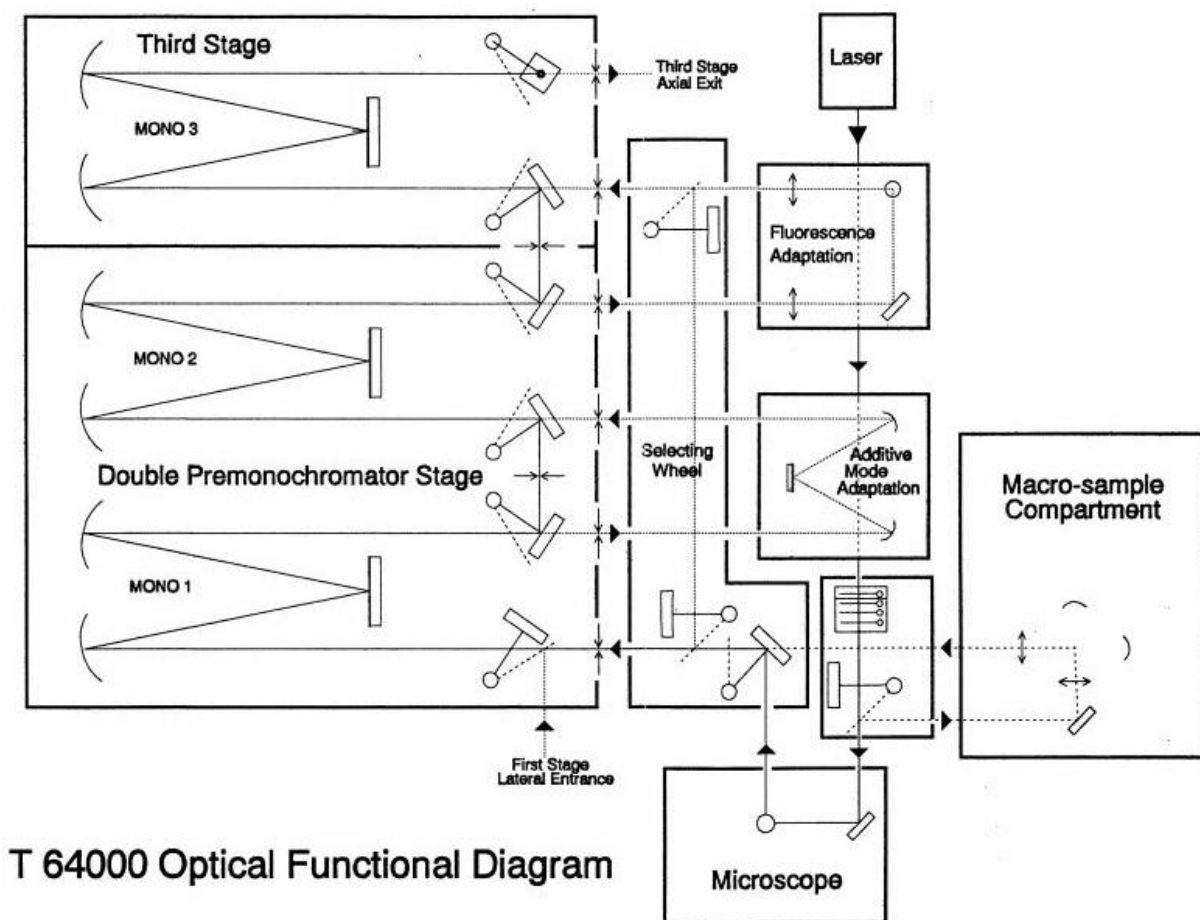 Third Stage
Laser
Third Stage
Axial Exit
MONO 3
Fluorescence
Adaptation
MONO 2
Selecting
Wheel
Additive
Mode
Adaptation
Double Premonochromator Stage
Macro-sample
Compartment
MONO 1
First Stage
Lateral Entrance
T 64000 Optical Functional Diagram
Microscope